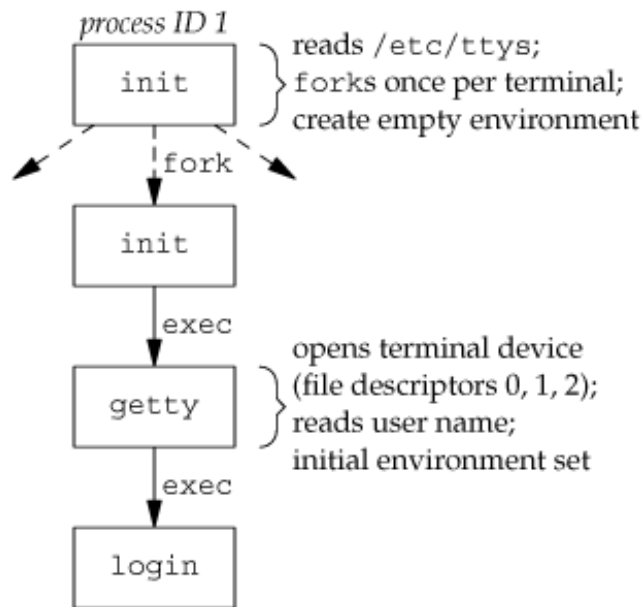 process ID 1
init
reads /etc/ttys;
forks once per terminal;
create empty environment
fork
init
exec
getty
opens terminal device
(file descriptors 0, 1, 2);
reads user name;
initial environment set
exec
login